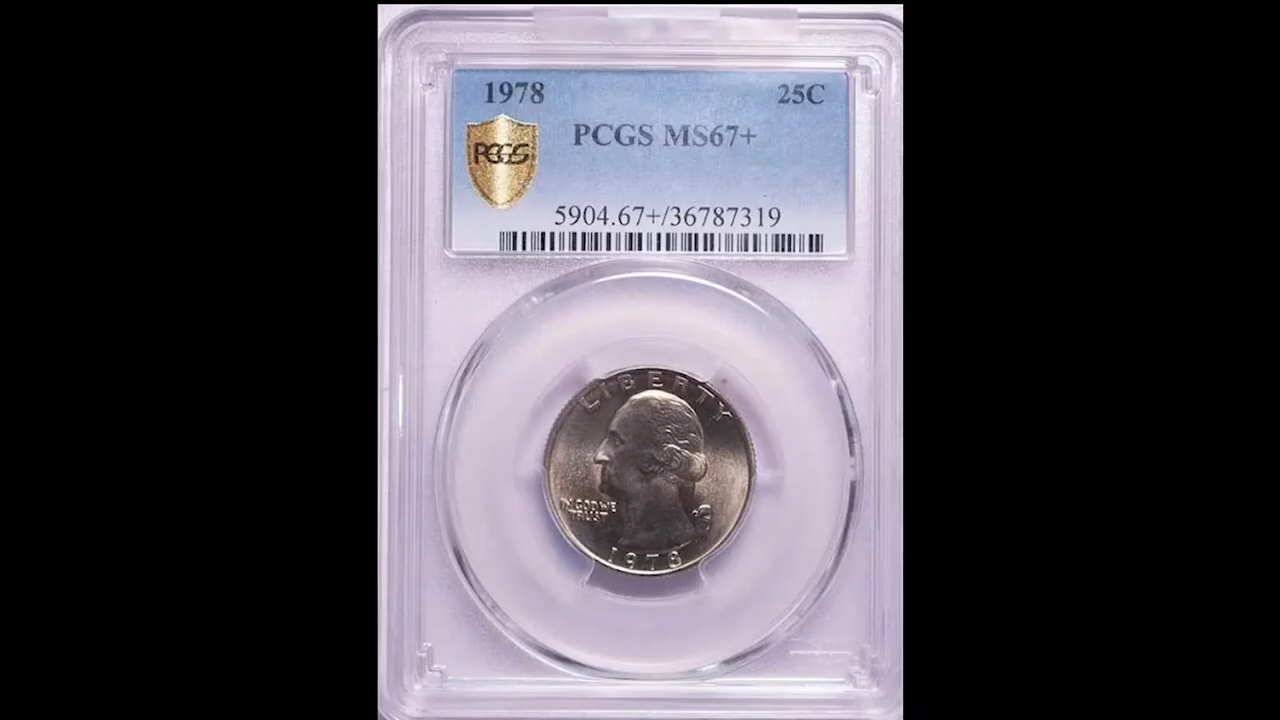 1978 25C
PCGS MS67+
PCGS
5904.67+/36787319
LIBERTY
IN GOD WE
TRUST
1978